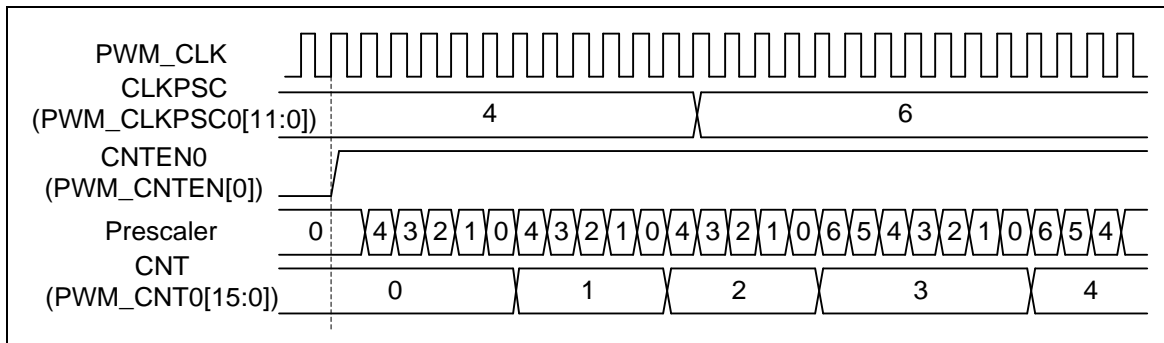 PWM_CLK
CLKPSC
(PWM_CLKPSC0[11:0])
4 6
CNTEN0
(PWM_CNTEN[0])
Prescaler 0 4 3 2 1 0 4 3 2 1 0 4 3 2 1 0 6 5 4 3 2 1 0 6 5 4
CNT
(PWM_CNT0[15:0])
0 1 2 3 4